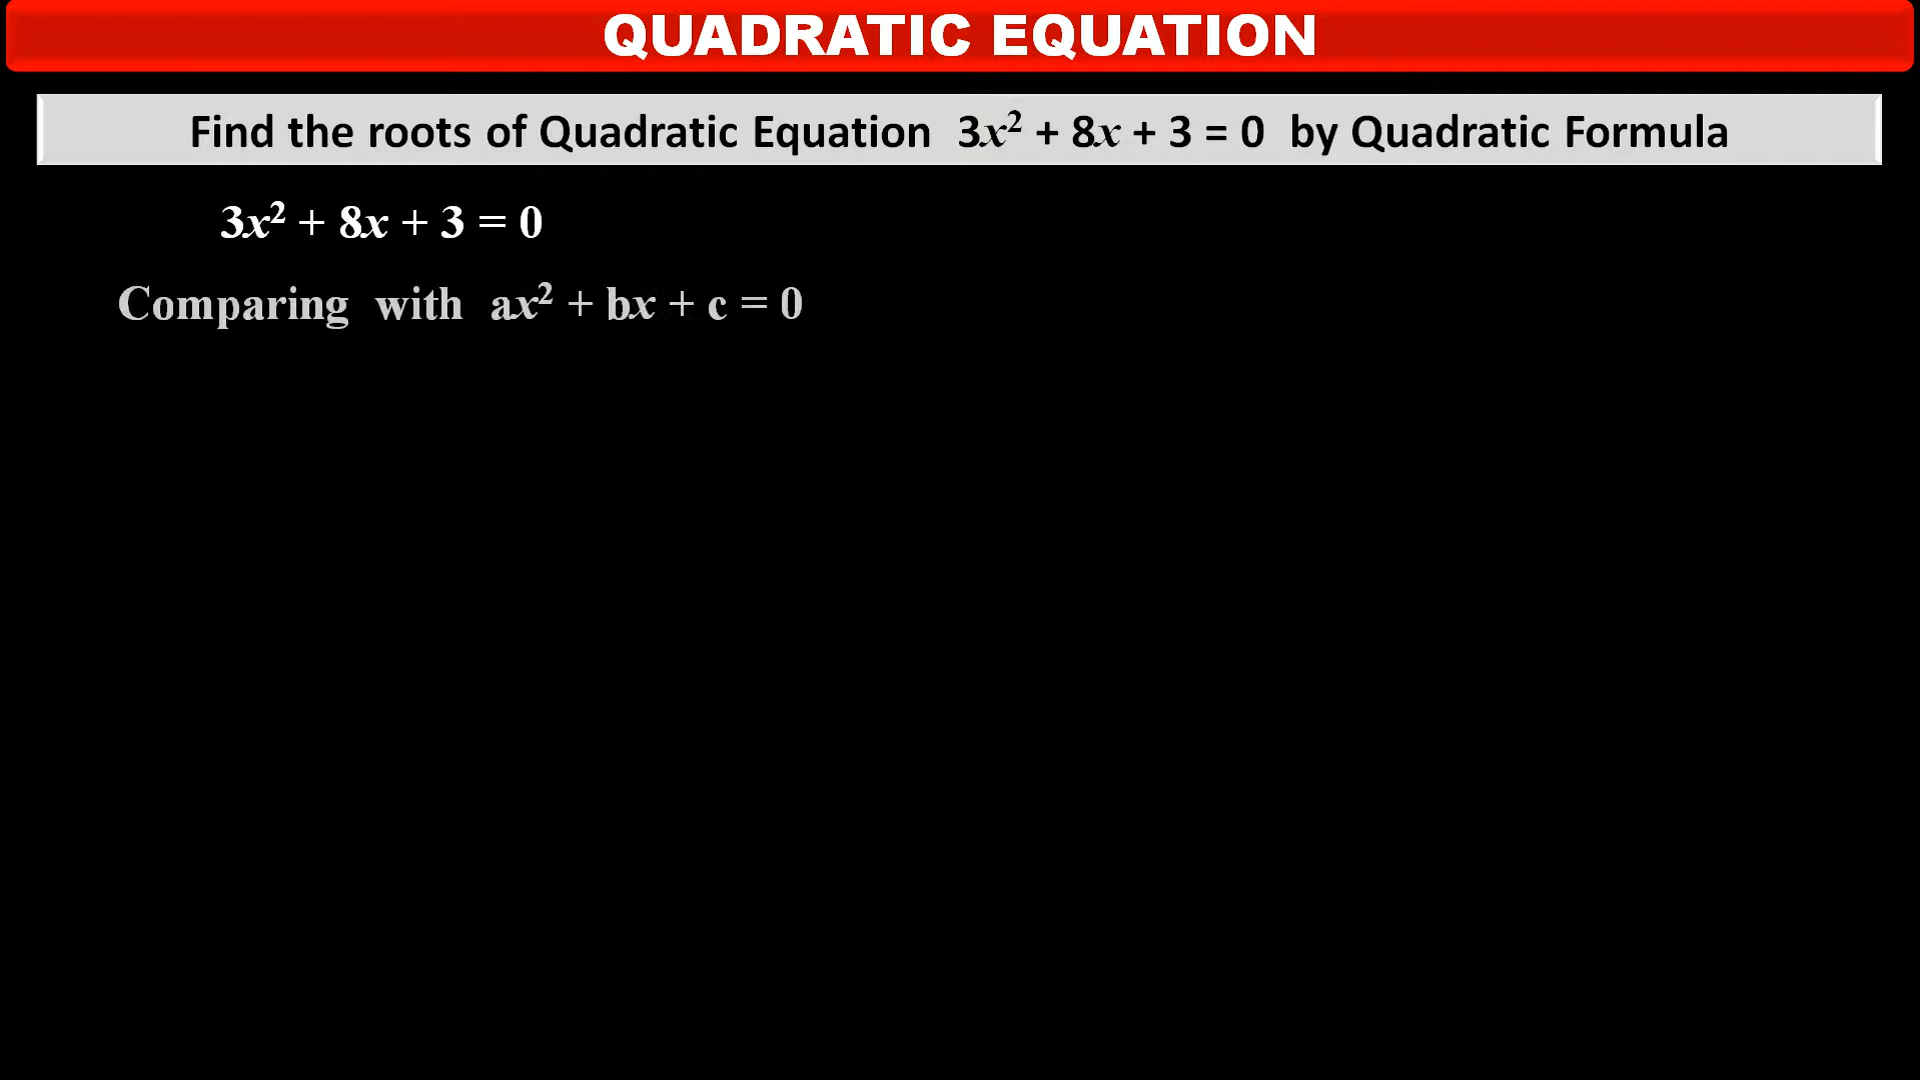 QUADRATIC EQUATION
Find the roots of Quadratic Equation 3x² + 8x + 3 = 0 by Quadratic Formula
3x² + 8x + 3 = 0
Comparing with ax² + bx + c = 0